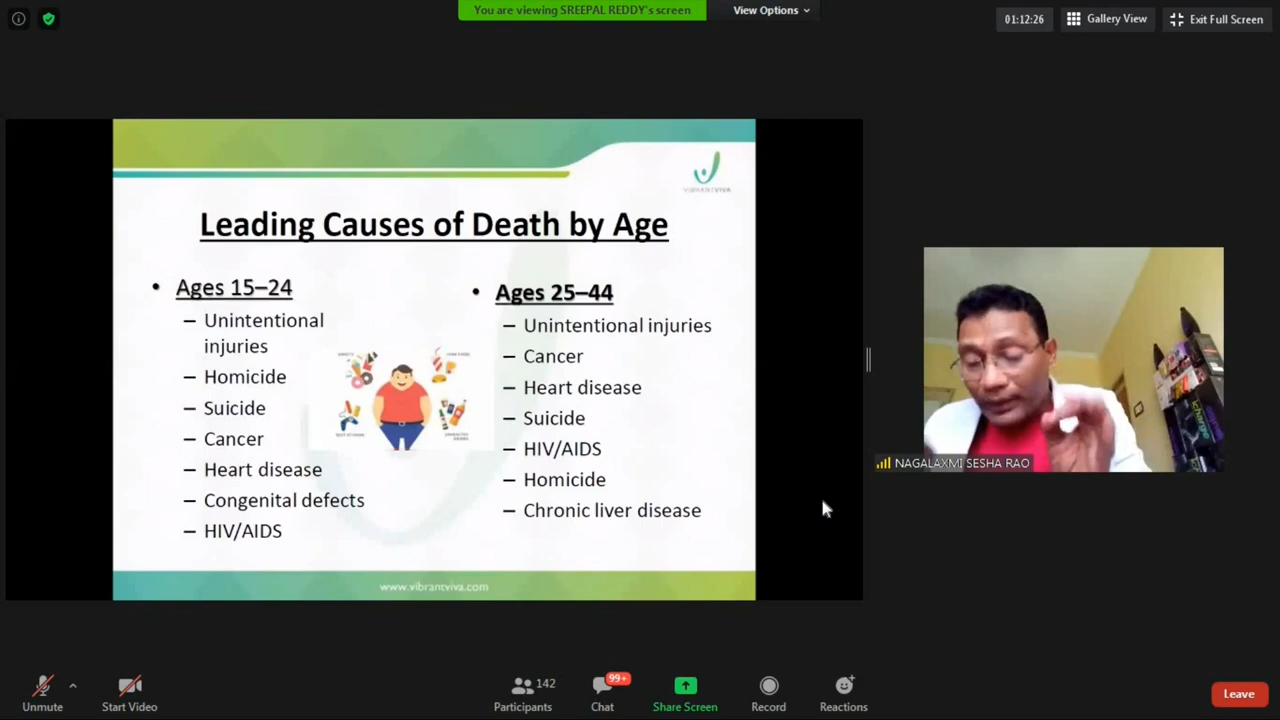 You are viewing SREEPAL REDDY's screen
View Options
01:12:26
Gallery View
Exit Full Screen
VIBRANTVIVA
Leading Causes of Death by Age
• Ages 15–24
– Unintentional
injuries
– Homicide
– Suicide
– Cancer
– Heart disease
– Congenital defects
– HIV/AIDS
• Ages 25–44
– Unintentional injuries
– Cancer
– Heart disease
– Suicide
– HIV/AIDS
– Homicide
– Chronic liver disease
www.vibrantviva.com
NAGALAXMI SESHA RAO
Unmute
Start Video
142
Participants
99+
Chat
Share Screen
Record
Reactions
Leave